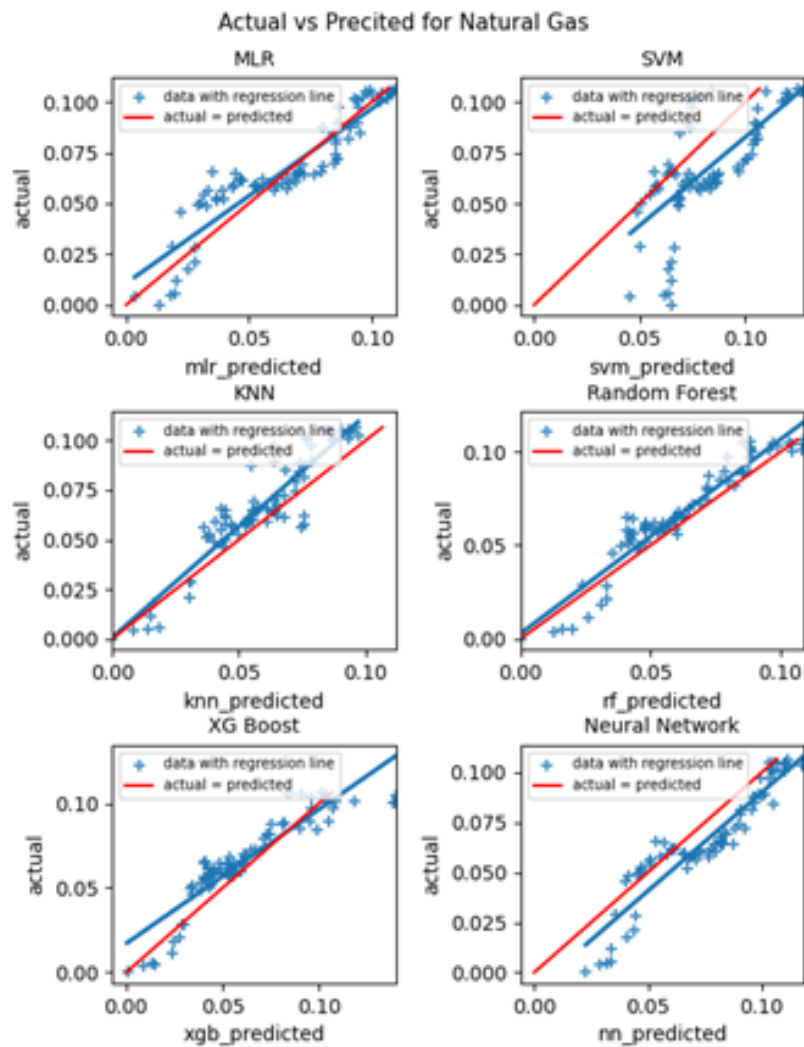 Actual vs Precited for Natural Gas
MLR
data with regression line
actual = predicted
0.100
0.075
0.050
0.025
0.000
actual
0.00 0.05 0.10
mlr_predicted
SVM
data with regression line
actual = predicted
0.100
0.075
0.050
0.025
0.000
actual
0.00 0.05 0.10
svm_predicted
KNN
data with regression line
actual = predicted
0.100
0.075
0.050
0.025
0.000
actual
0.00 0.05 0.10
knn_predicted
Random Forest
data with regression line
actual = predicted
0.10
0.05
0.00
actual
0.00 0.05 0.10
rf_predicted
XG Boost
data with regression line
actual = predicted
0.10
0.05
0.00
actual
0.00 0.05 0.10
xgb_predicted
Neural Network
data with regression line
actual = predicted
0.100
0.075
0.050
0.025
0.000
actual
0.00 0.05 0.10
nn_predicted